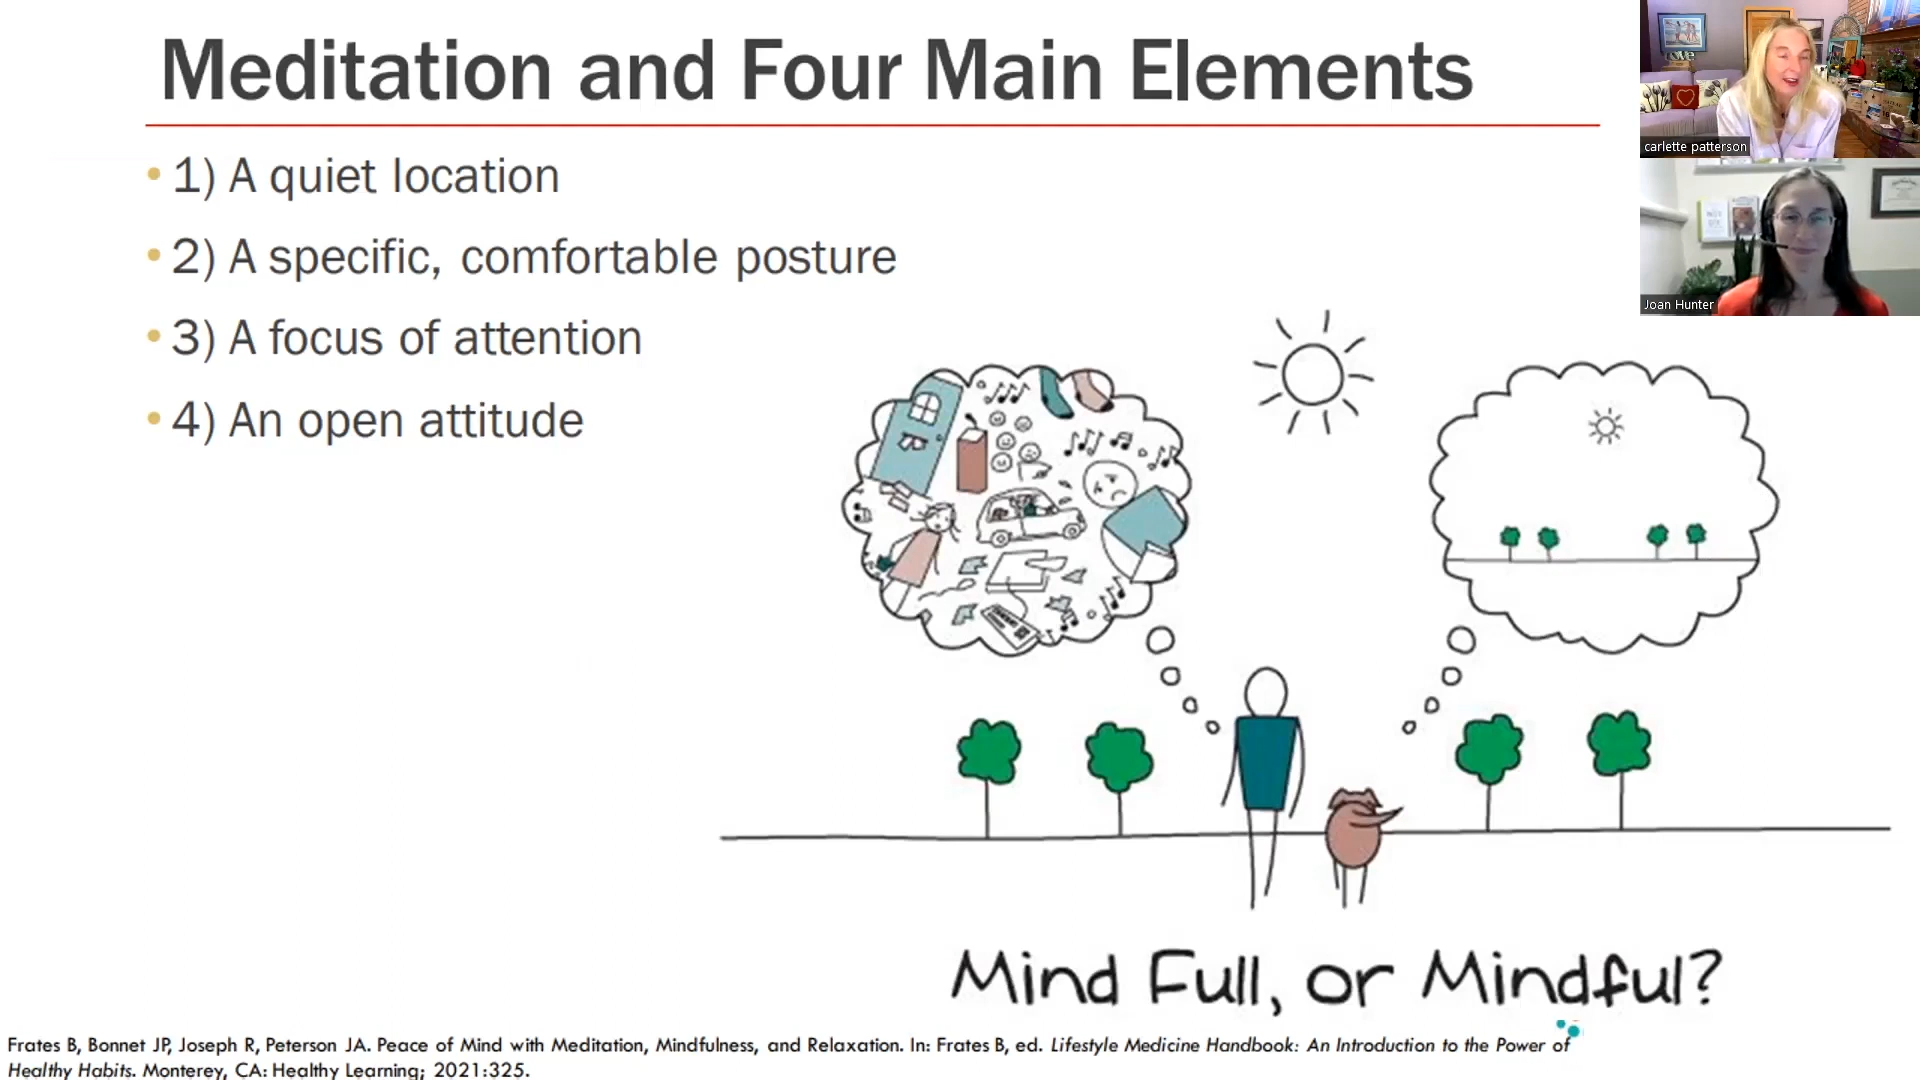 Meditation and Four Main Elements
• 1) A quiet location
• 2) A specific, comfortable posture
• 3) A focus of attention
• 4) An open attitude
carlette patterson
Joan Hunter
Mind Full, or Mindful?
Frates B, Bonnet JP, Joseph R, Peterson JA. Peace of Mind with Meditation, Mindfulness, and Relaxation. In: Frates B, ed. Lifestyle Medicine Handbook: An Introduction to the Power of
Healthy Habits. Monterey, CA: Healthy Learning; 2021:325.